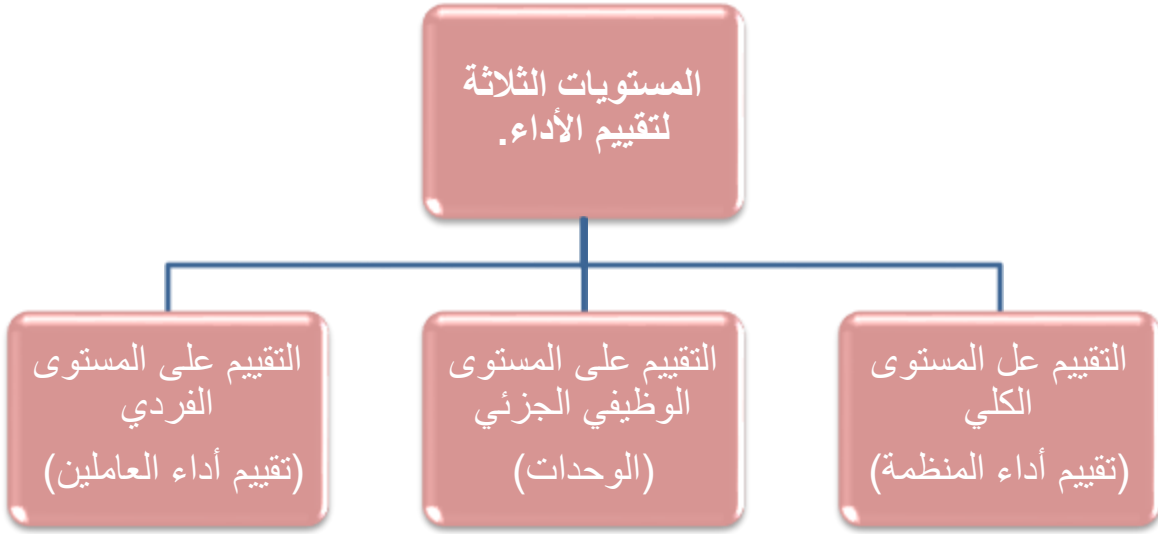 المستويات الثلاثة
لتقييم الأداء.
التقييم عل المستوى
الكلي
(تقييم أداء المنظمة)
التقييم على المستوى
الوظيفي الجزئي
(الوحدات)
التقييم على المستوى
الفردي
(تقييم أداء العاملين)